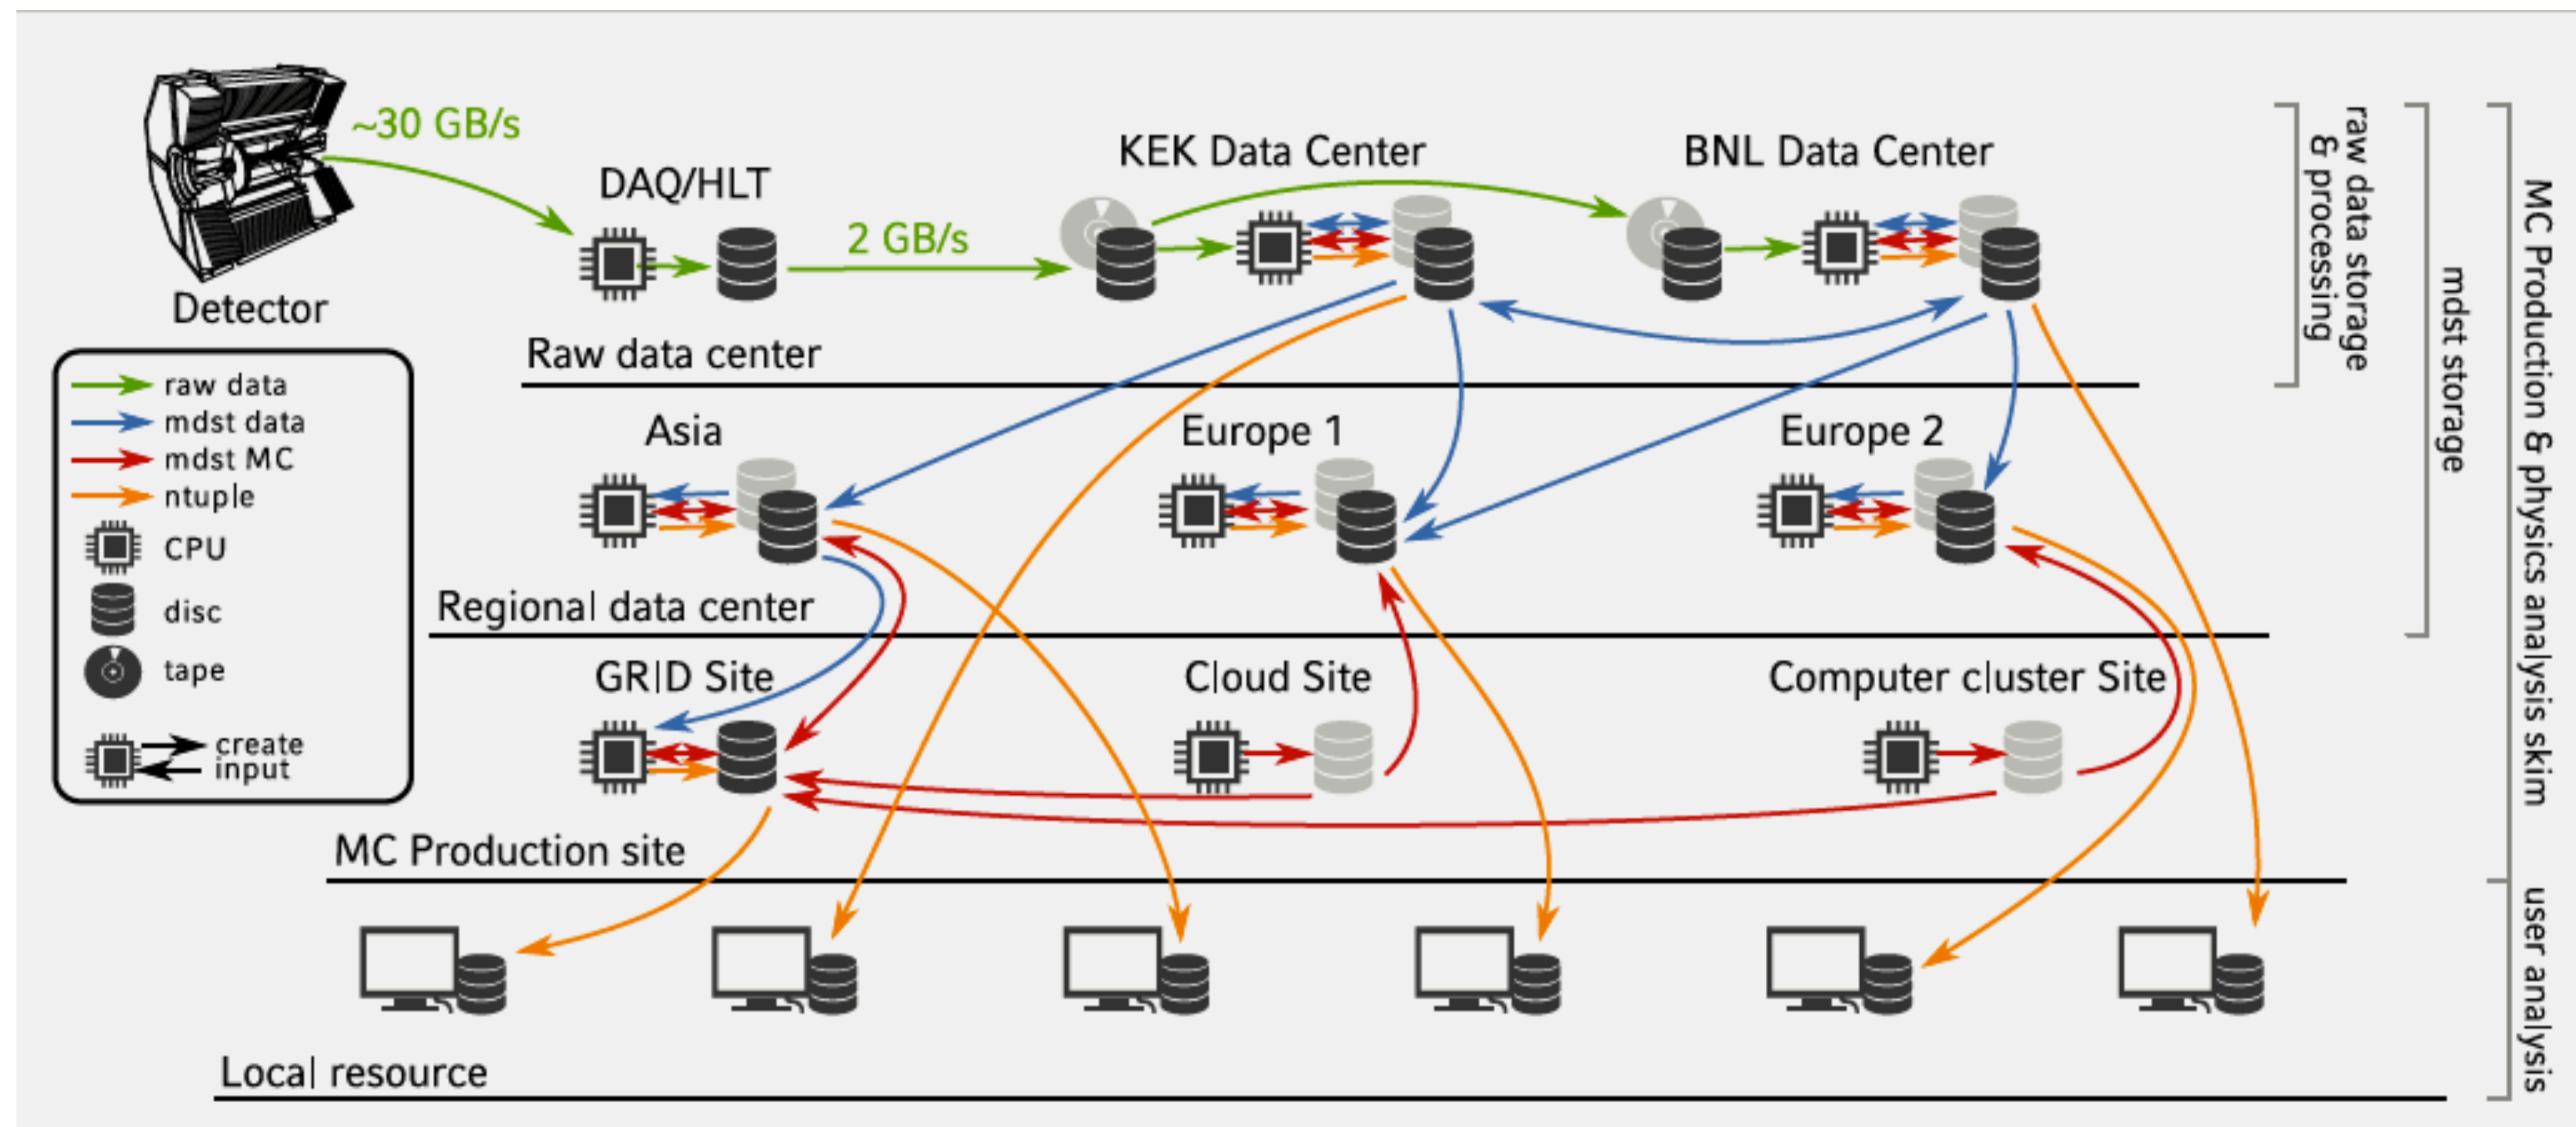 ~30 GB/s
DAQ/HLT
2 GB/s
KEK Data Center
BNL Data Center
Detector
Raw data center
raw data
mdst data
mdst MC
ntuple
CPU
disc
tape
create
input
Asia
Europe 1
Europe 2
Regional data center
GRID Site
Cloud Site
Computer cluster Site
MC Production site
Local resource
raw data storage
& processing
mdst storage
MC Production & physics analysis skim
user analysis